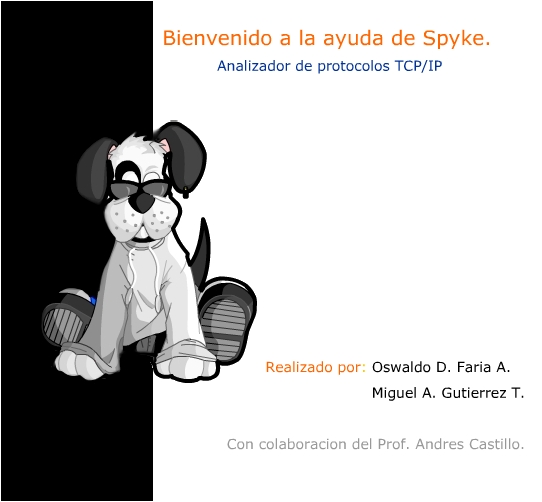 Bienvenido a la ayuda de Spyke.
Analizador de protocolos TCP/IP
Realizado por: Oswaldo D. Faria A.
Miguel A. Gutierrez T.
Con colaboracion del Prof. Andres Castillo.